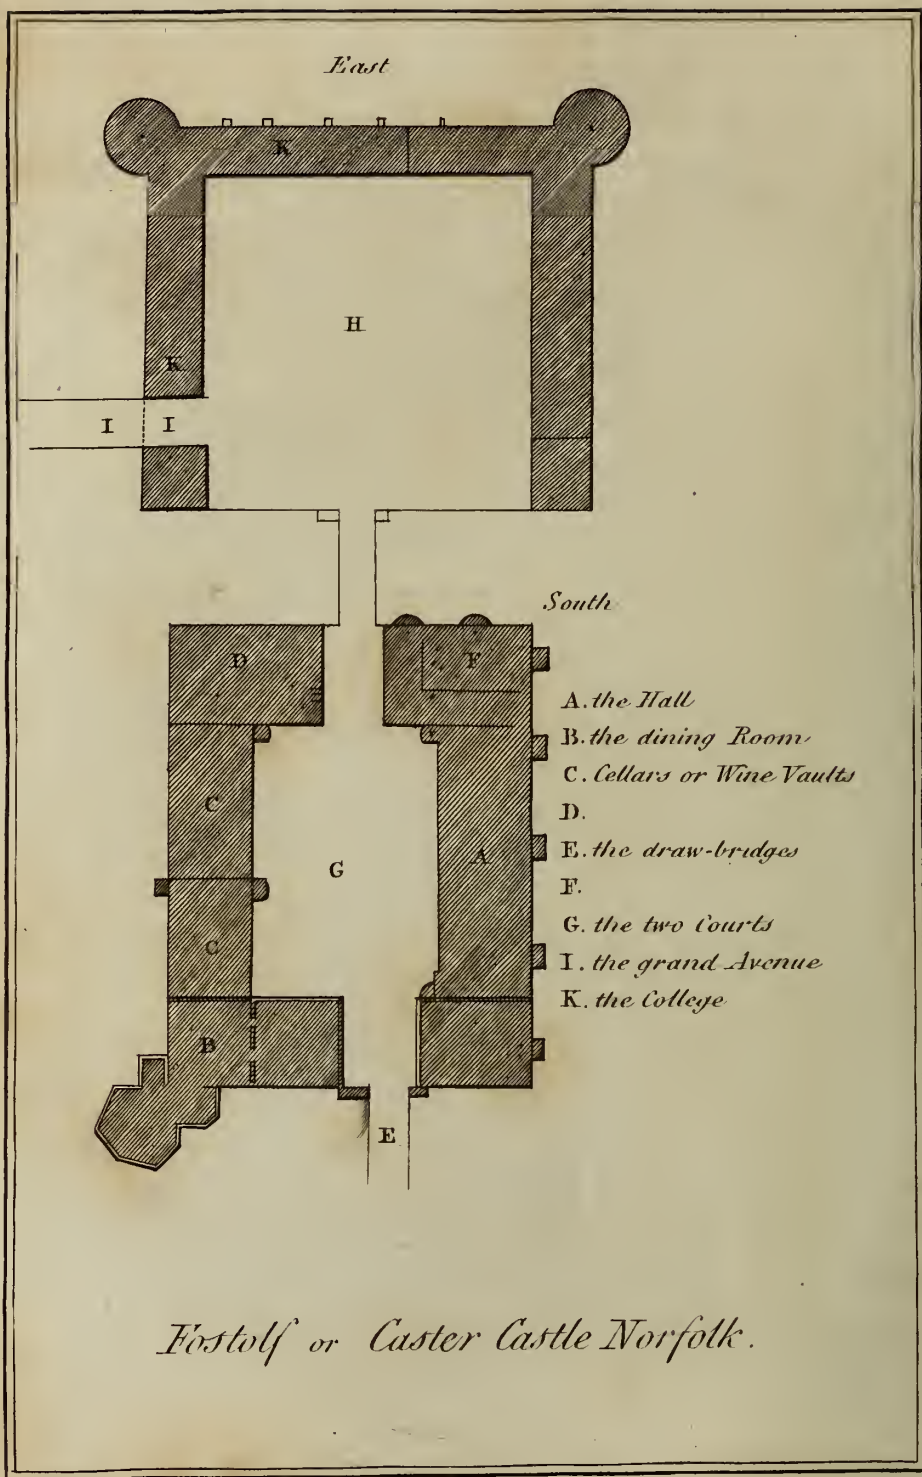 East
K
H
K
I I
South
D F
A. the Hall
B. the dining Room
C. Cellars or Wine Vaults
C
D.
A
E. the draw-bridges
G
F.
G. the two Courts
C
I. the grand Avenue
K. the College
B
E
Fostolf or Caster Castle Norfolk.